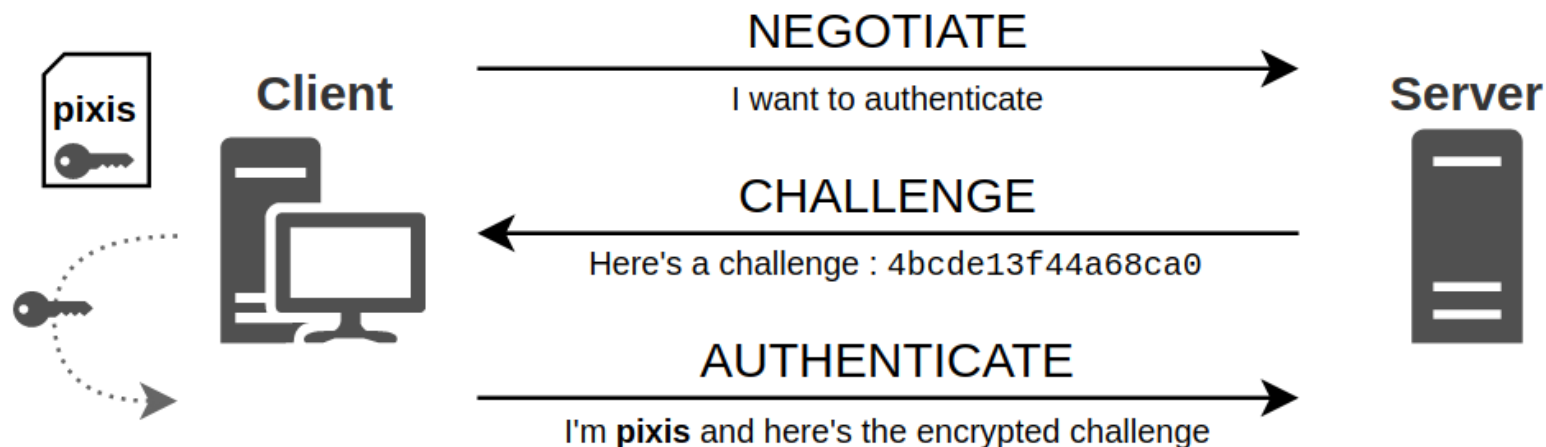 NEGOTIATE
I want to authenticate
pixis
Client
Server
CHALLENGE
Here's a challenge : 4bcde13f44a68ca0
AUTHENTICATE
I'm pixis and here's the encrypted challenge